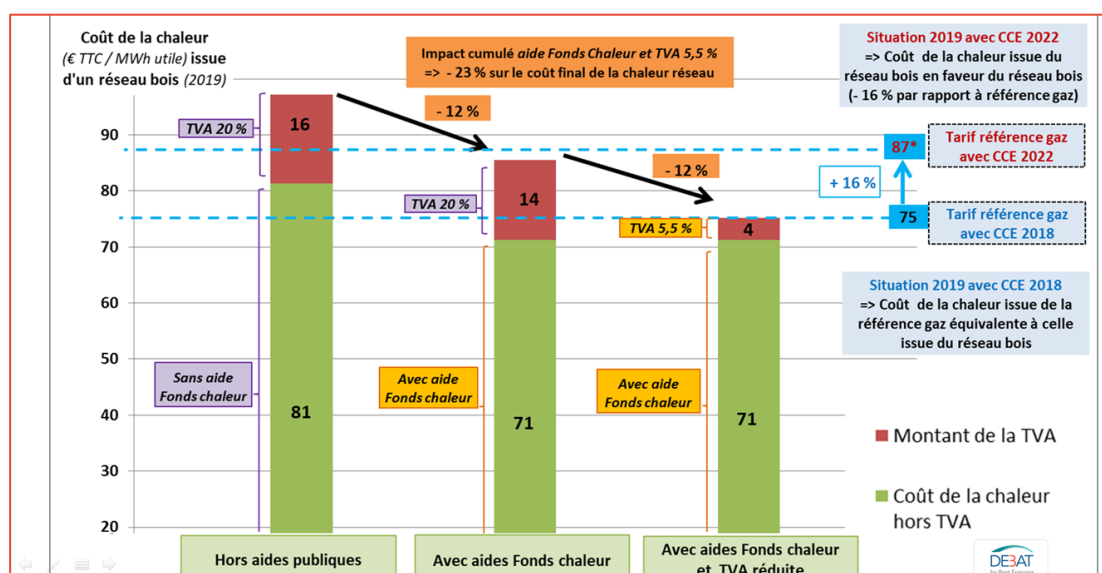 Coût de la chaleur
(€ TTC / MWh utile) issue
d'un réseau bois (2019)
Impact cumulé aide Fonds Chaleur et TVA 5,5 %
=> - 23 % sur le coût final de la chaleur réseau
Situation 2019 avec CCE 2022
=> Coût de la chaleur issue du
réseau bois en faveur du réseau bois
(- 16 % par rapport à référence gaz)
TVA 20 %
16
- 12 %
90
87*
Tarif référence gaz
avec CCE 2022
- 12 %
80
TVA 20 %
14
+ 16 %
75
Tarif référence gaz
avec CCE 2018
TVA 5,5 %
4
70
60
Situation 2019 avec CCE 2018
=> Coût de la chaleur issue de la
référence gaz équivalente à celle
issue du réseau bois
50
Sans aide
Fonds chaleur
Avec aide
Fonds chaleur
Avec aide
Fonds chaleur
40
81
71
71
Montant de la TVA
30
Coût de la chaleur
hors TVA
20
Hors aides publiques
Avec aides Fonds chaleur
Avec aides Fonds chaleur
et TVA réduite
DEBAT
by Best Energies